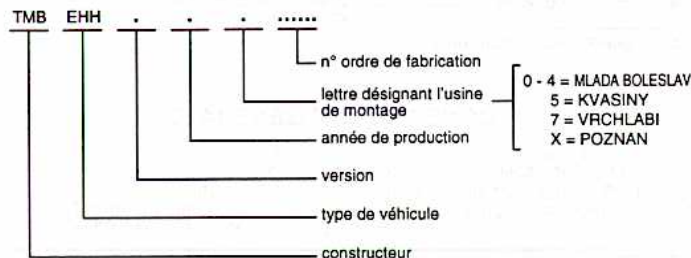 TMB EHH . . . ......
n° ordre de fabrication
lettre désignant l'usine
de montage
0 - 4 = MLADA BOLESLAV
5 = KVASINY
7 = VRCHLABI
X = POZNAN
année de production
version
type de véhicule
constructeur